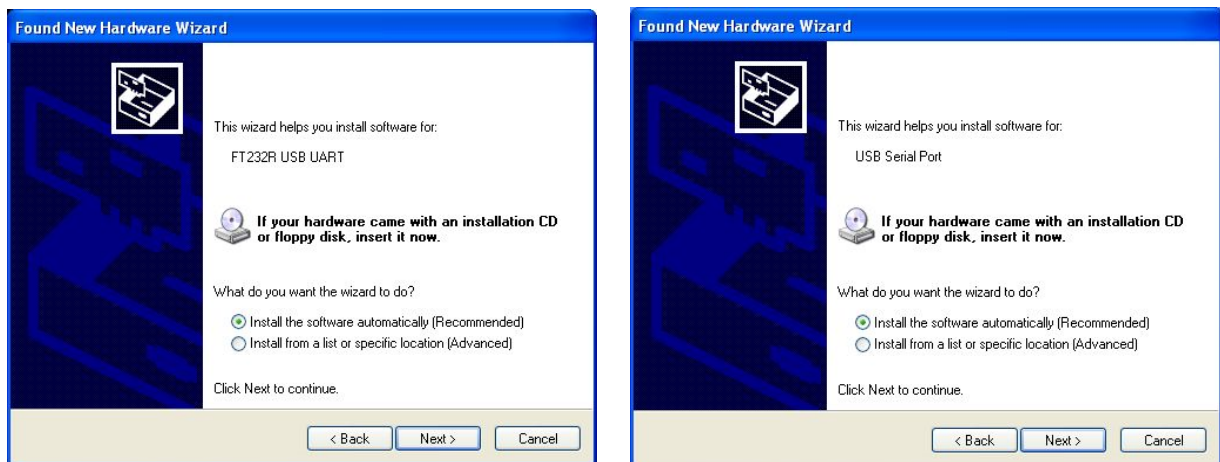 Found New Hardware Wizard
This wizard helps you install software for:
FT232R USB UART
If your hardware came with an installation CD
or floppy disk, insert it now.
What do you want the wizard to do?
Install the software automatically (Recommended)
Install from a list or specific location (Advanced)
Click Next to continue.
< Back Next > Cancel
Found New Hardware Wizard
This wizard helps you install software for:
USB Serial Port
If your hardware came with an installation CD
or floppy disk, insert it now.
What do you want the wizard to do?
Install the software automatically (Recommended)
Install from a list or specific location (Advanced)
Click Next to continue.
< Back Next > Cancel